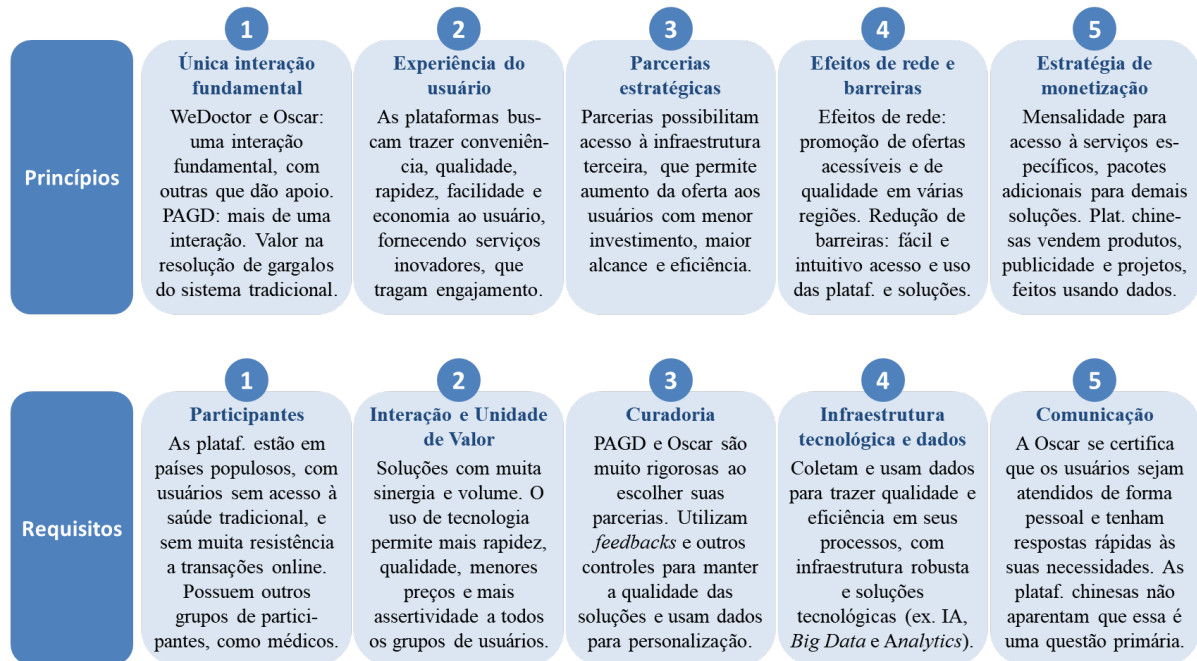 Princípios
1
Única interação
fundamental
WeDoctor e Oscar:
uma interação
fundamental, com
outras que dão apoio.
PAGD: mais de uma
interação. Valor na
resolução de gargalos
do sistema tradicional.
2
Experiência do
usuário
As plataformas bus-
cam trazer conveniên-
cia, qualidade,
rapidez, facilidade e
economia ao usuário,
fornecendo serviços
inovadores, que
tragam engajamento.
3
Parcerias
estratégicas
Parcerias possibilitam
acesso à infraestrutura
terceira, que permite
aumento da oferta aos
usuários com menor
investimento, maior
alcance e eficiência.
4
Efeitos de rede e
barreiras
Efeitos de rede:
promoção de ofertas
acessíveis e de
qualidade em várias
regiões. Redução de
barreiras: fácil e
intuitivo acesso e uso
das plataf. e soluções.
5
Estratégia de
monetização
Mensalidade para
acesso à serviços es-
pecíficos, pacotes
adicionais para demais
soluções. Plat. chine-
sas vendem produtos,
publicidade e projetos,
feitos usando dados.
Requisitos
1
Participantes
As plataf. estão em
países populosos, com
usuários sem acesso à
saúde tradicional, e
sem muita resistência
a transações online.
Possuem outros
grupos de partici-
pantes, como médicos.
2
Interação e Unidade
de Valor
Soluções com muita
sinergia e volume. O
uso de tecnologia
permite mais rapidez,
qualidade, menores
preços e mais
assertividade a todos
os grupos de usuários.
3
Curadoria
PAGD e Oscar são
muito rigorosas ao
escolher suas
parcerias. Utilizam
feedbacks e outros
controles para manter
a qualidade das
soluções e usam dados
para personalização.
4
Infraestrutura
tecnológica e dados
Coletam e usam dados
para trazer qualidade e
eficiência em seus
processos, com
infraestrutura robusta
e soluções
tecnológicas (ex. IA,
Big Data e Analytics).
5
Comunicação
A Oscar se certifica
que os usuários sejam
atendidos de forma
pessoal e tenham
respostas rápidas às
suas necessidades. As
plataf. chinesas não
aparentam que essa é
uma questão primária.